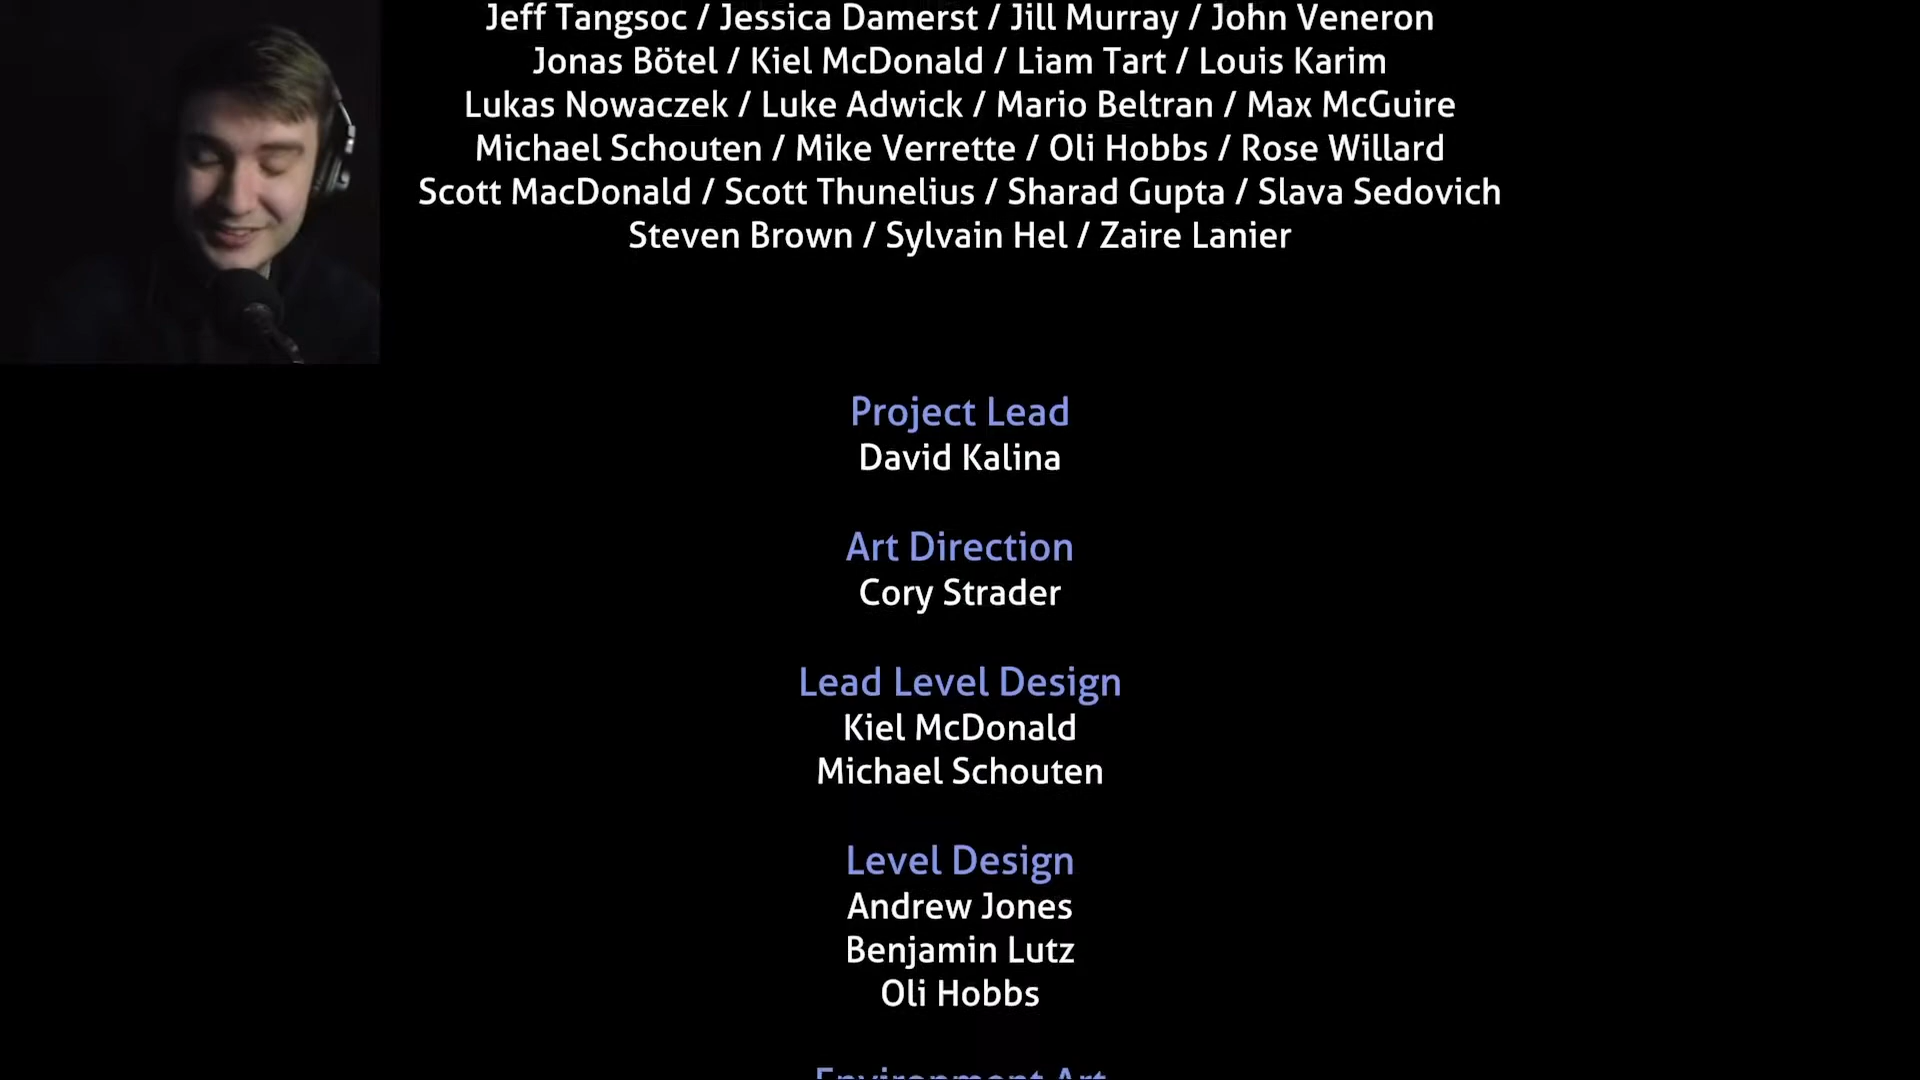 Jeff Tangsoc / Jessica Damerst / Jill Murray / John Veneron
Jonas Bötel / Kiel McDonald / Liam Tart / Louis Karim
Lukas Nowaczek / Luke Adwick / Mario Beltran / Max McGuire
Michael Schouten / Mike Verrette / Oli Hobbs / Rose Willard
Scott MacDonald / Scott Thunelius / Sharad Gupta / Slava Sedovich
Steven Brown / Sylvain Hel / Zaire Lanier
Project Lead
David Kalina
Art Direction
Cory Strader
Lead Level Design
Kiel McDonald
Michael Schouten
Level Design
Andrew Jones
Benjamin Lutz
Oli Hobbs
Environment Art